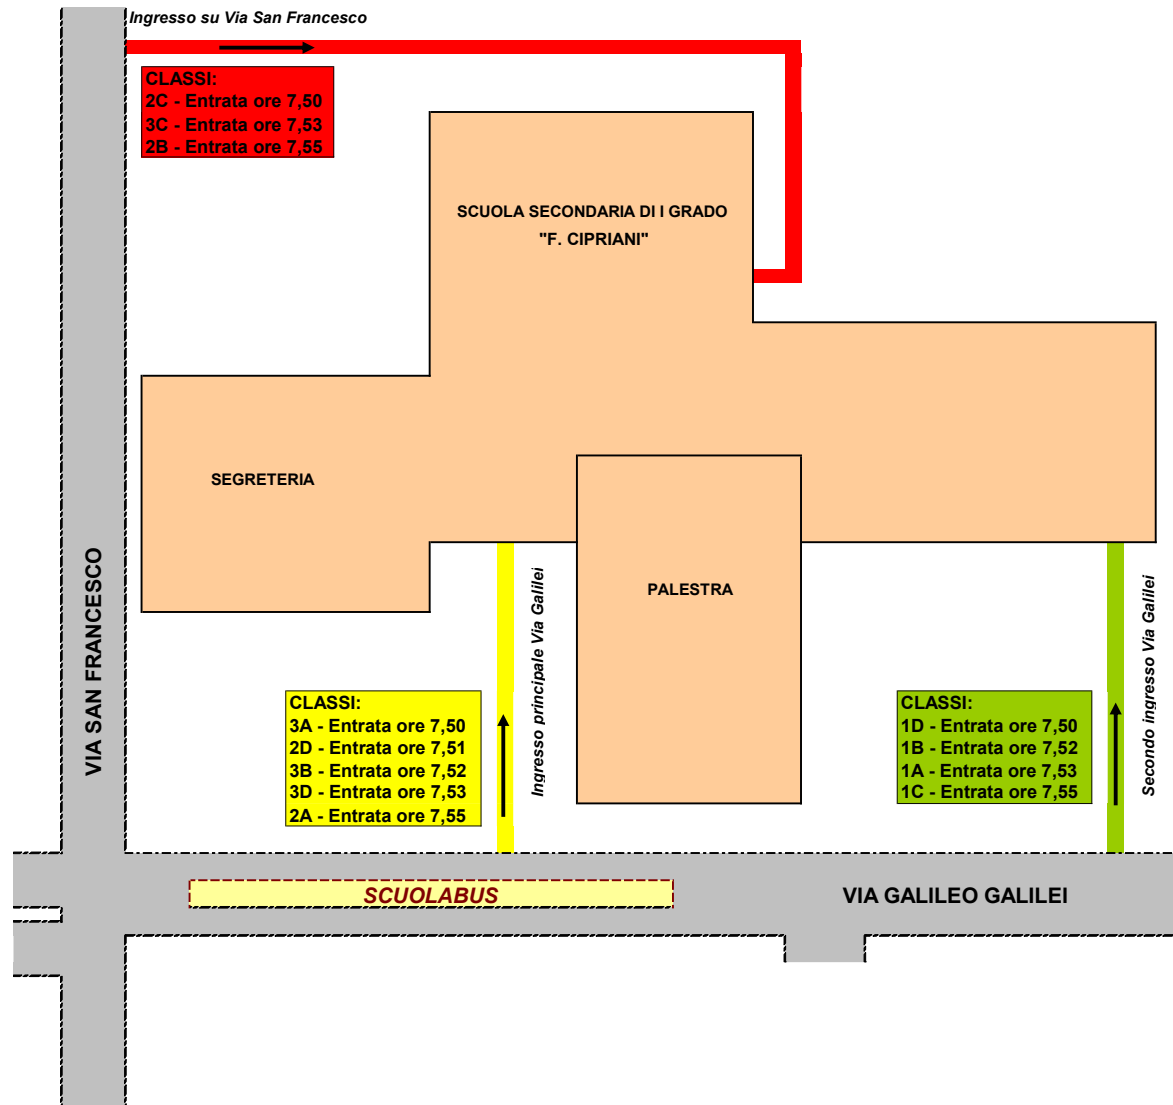 Ingresso su Via San Francesco
CLASSI:
2C - Entrata ore 7,50
3C - Entrata ore 7,53
2B - Entrata ore 7,55
SCUOLA SECONDARIA DI I GRADO
"F. CIPRIANI"
SEGRETERIA
PALESTRA
VIA SAN FRANCESCO
Ingresso principale Via Galilei
Secondo ingresso Via Galilei
CLASSI:
3A - Entrata ore 7,50
2D - Entrata ore 7,51
3B - Entrata ore 7,52
3D - Entrata ore 7,53
2A - Entrata ore 7,55
CLASSI:
1D - Entrata ore 7,50
1B - Entrata ore 7,52
1A - Entrata ore 7,53
1C - Entrata ore 7,55
SCUOLABUS
VIA GALILEO GALILEI